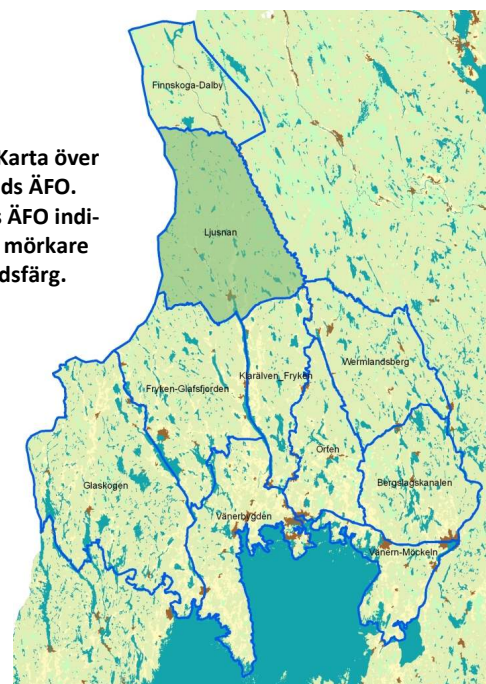 Karta över
ds ÄFO.
s ÄFO indi-
mörkare
dsfärg.
Finnskoga-Dalby
Ljusnan
Wermlandsberg
Klarälven_Fryken
Fryken-Glafsfjorden
Örten
Glaskogen
Bergslagskanalen
Vänerbygden
Vänern-Möckeln